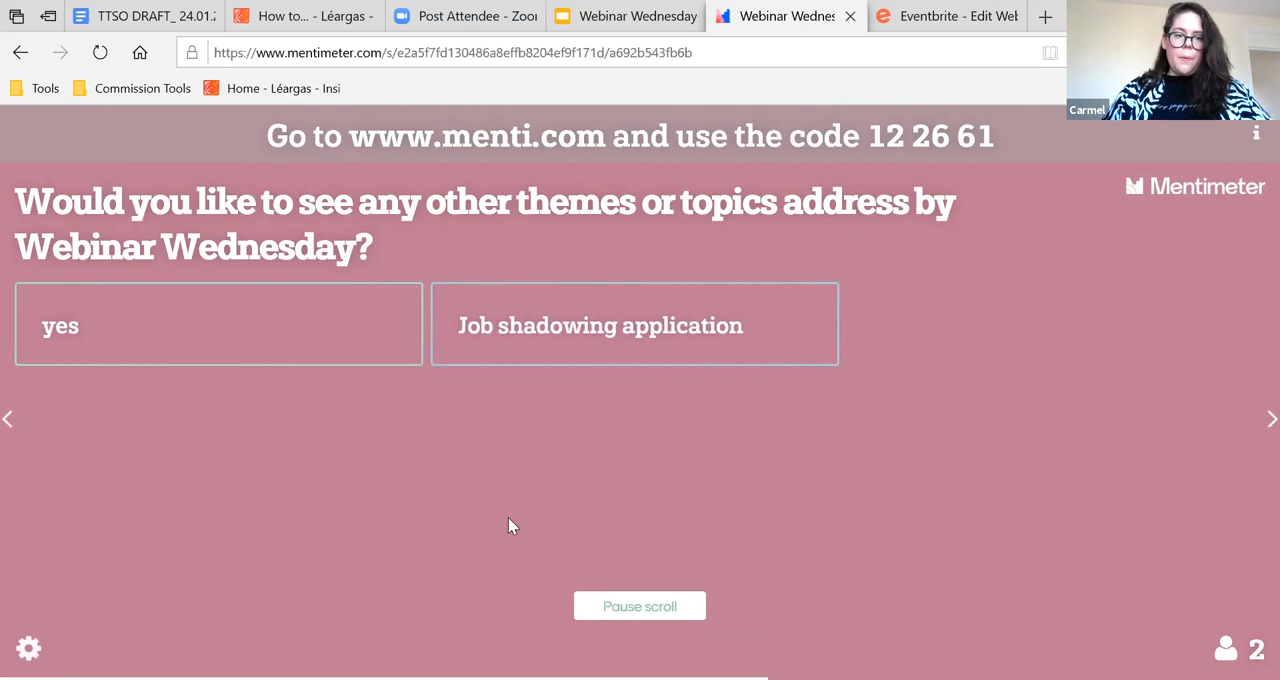 TTSO DRAFT_ 24.01.2
How to... - Léargas -
Post Attendee - Zoor
Webinar Wednesday
Webinar Wednes
Eventbrite - Edit Web
https://www.mentimeter.com/s/e2a5f7fd130486a8effb8204ef9f171d/a692b543fb6b
Tools
Commission Tools
Home - Léargas - Insi
Carmel
Go to www.menti.com and use the code 12 26 61
Mentimeter
Would you like to see any other themes or topics address by
Webinar Wednesday?
yes
Job shadowing application
Pause scroll
2